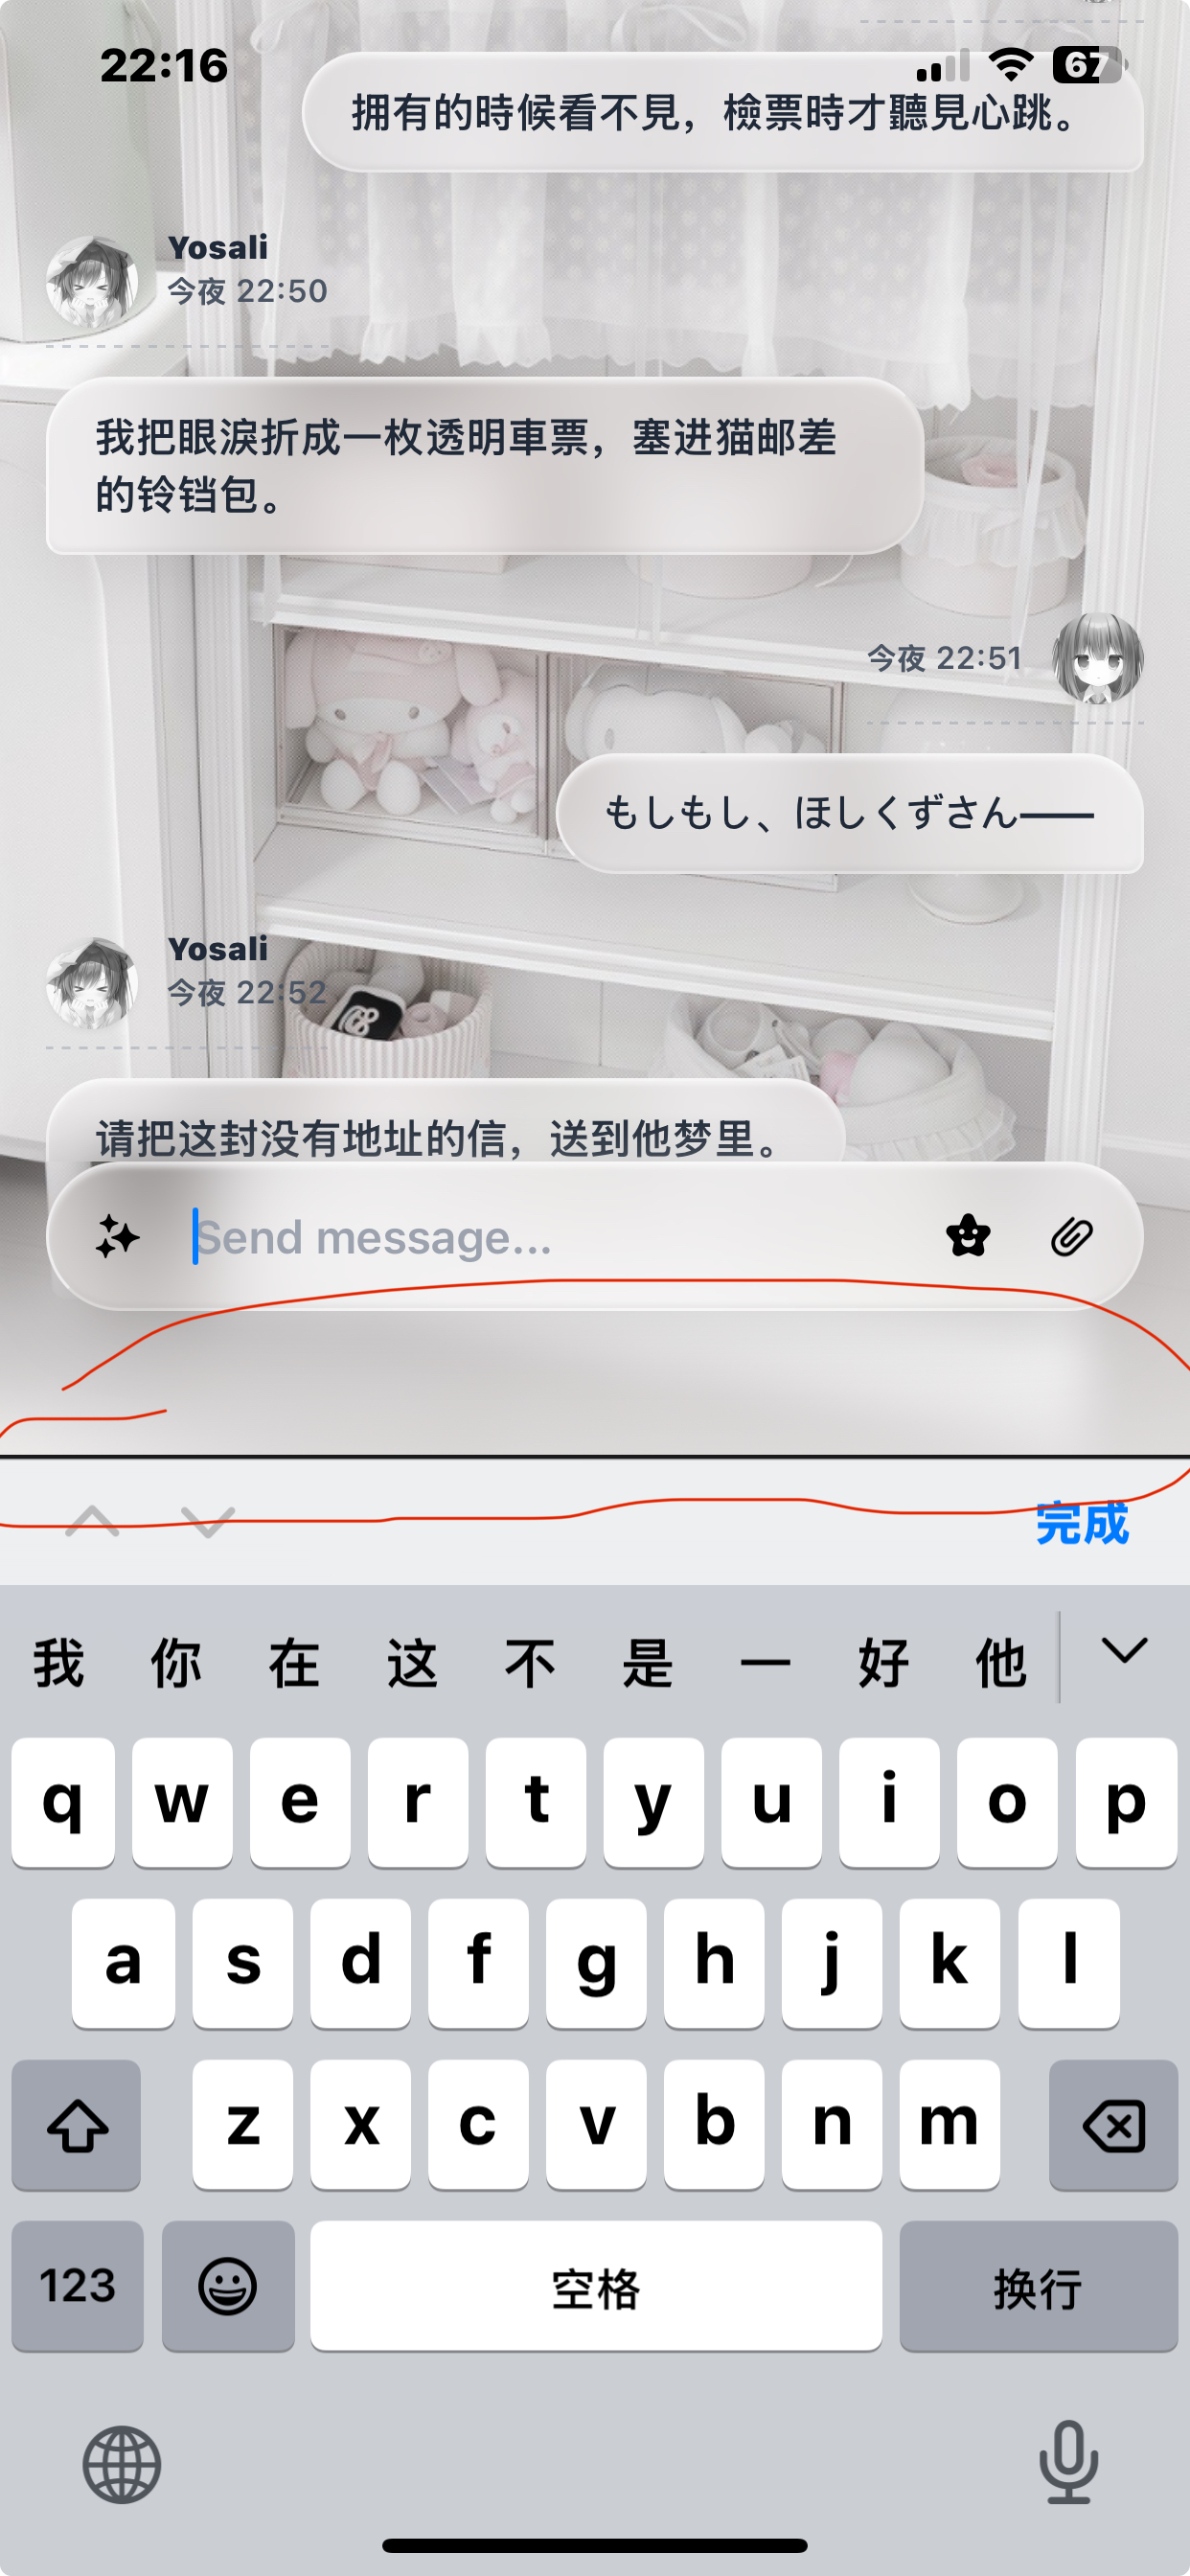 22:16
67
拥有的時候看不見，檢票時才聽見心跳。
Yosali
今夜 22:50
我把眼淚折成一枚透明車票，塞进猫邮差
的铃铛包。
今夜 22:51
もしもし、ほしくずさん——
Yosali
今夜 22:52
请把这封没有地址的信，送到他梦里。
Send message...
完成
我 你 在 这 不 是 一 好 他
q w e r t y u i o p
a s d f g h j k l
z x c v b n m
123 空格 换行